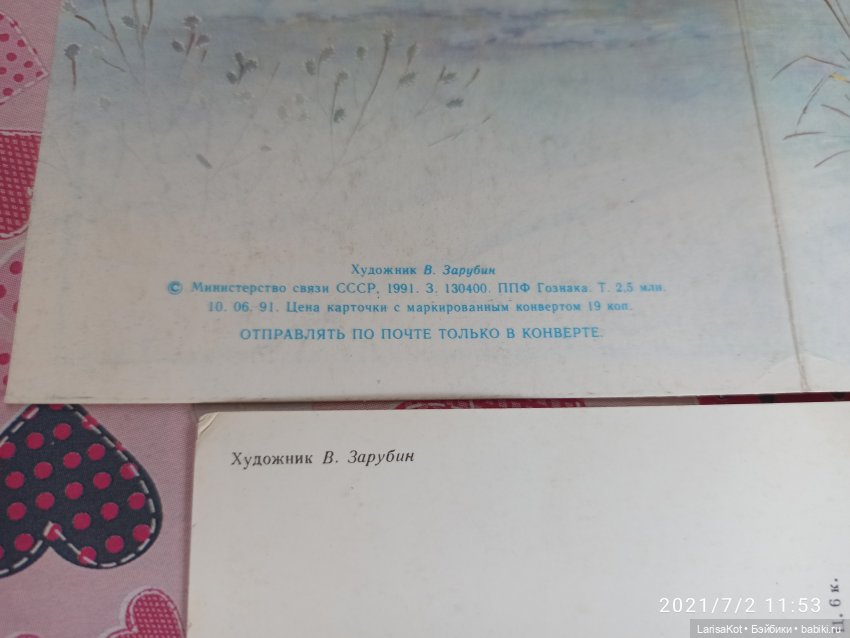 Художник В. Зарубин
© Министерство связи СССР, 1991. З. 130400. ППФ Гознака. Т. 2,5 млн.
10. 06. 91. Цена карточки с маркированным конвертом 19 коп.
ОТПРАВЛЯТЬ ПО ПОЧТЕ ТОЛЬКО В КОНВЕРТЕ.
Художник В. Зарубин
Ц. 6 к.
2021/7/2 11:53
LarisaKot • Бэйбики • babiki.ru